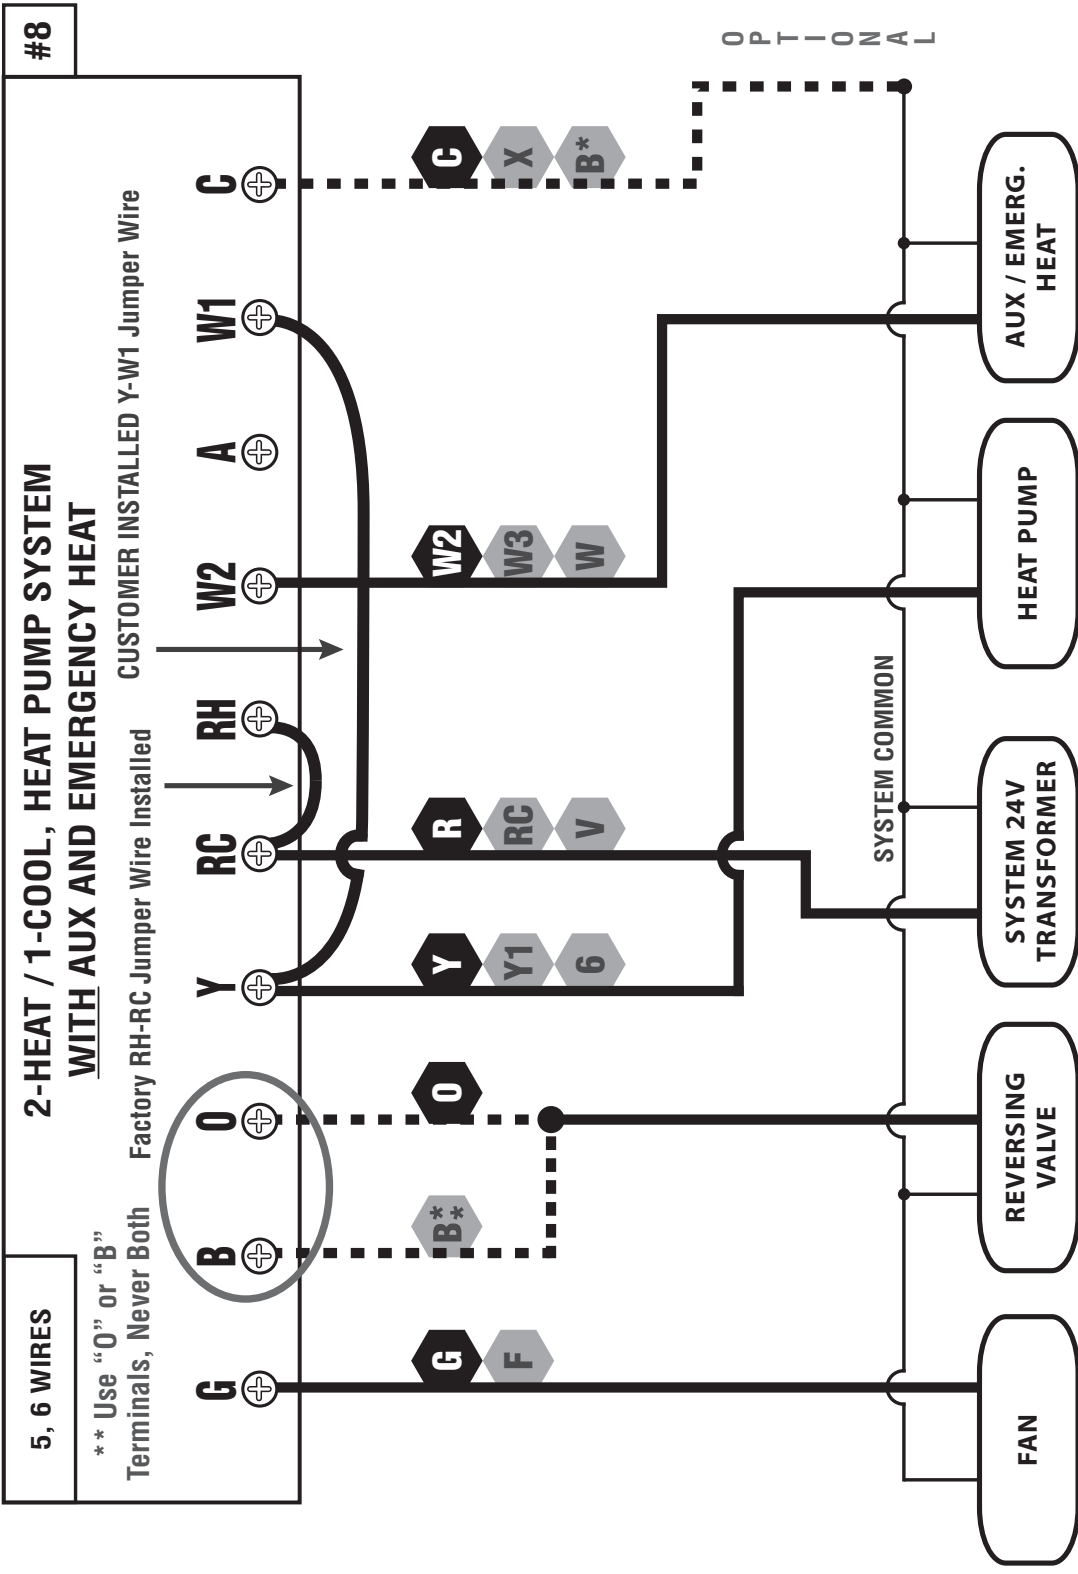 5, 6 WIRES
#8
2-HEAT / 1-COOL, HEAT PUMP SYSTEM
WITH AUX AND EMERGENCY HEAT
** Use “O” or “B”
Terminals, Never Both
Factory RH-RC Jumper Wire Installed
CUSTOMER INSTALLED Y-W1 Jumper Wire
G B O Y RC RH W2 A W1 C
G B* O Y R W2 C
F Y1 RC W3 X
6 V W B*
OPTIONAL
SYSTEM COMMON
FAN
REVERSING
VALVE
SYSTEM 24V
TRANSFORMER
HEAT PUMP
AUX / EMERG.
HEAT